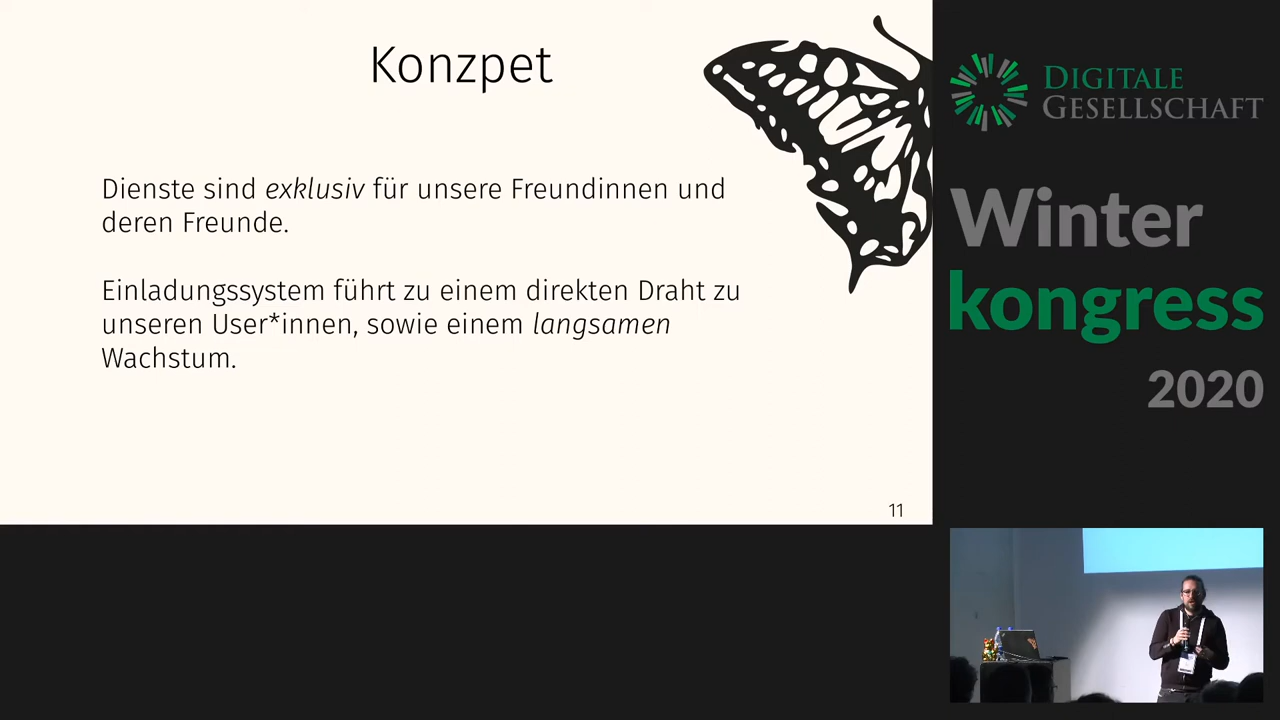 Konzpet
Dienste sind exklusiv für unsere Freundinnen und
deren Freunde.
Einladungssystem führt zu einem direkten Draht zu
unseren User*innen, sowie einem langsamen
Wachstum.
11
DIGITALE
GESELLSCHAFT
Winter
kongress
2020